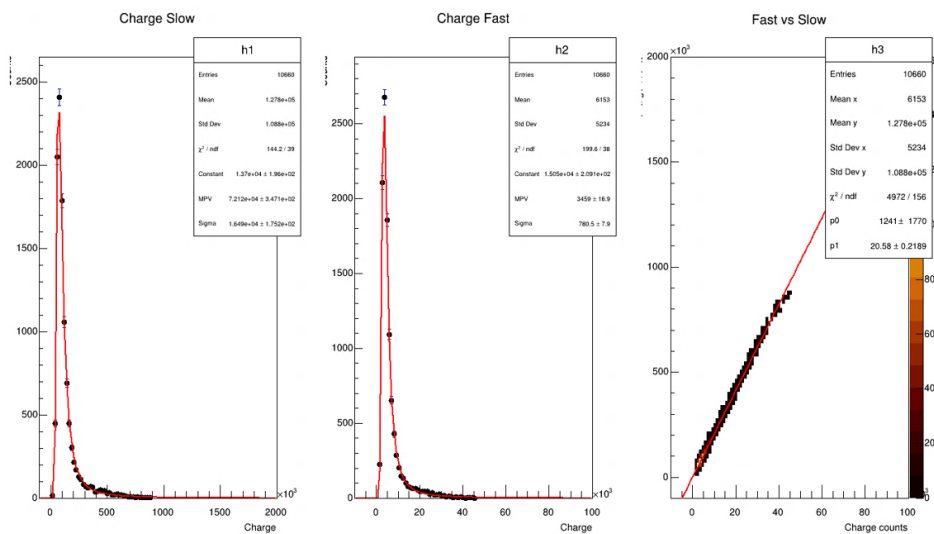 Charge Slow
h1
Entries 10660
Mean 1.278e+05
Std Dev 1.088e+05
χ² / ndf 144.2 / 39
Constant 1.37e+04 ± 1.96e+02
MPV 7.212e+04 ± 3.471e+02
Sigma 1.649e+04 ± 1.752e+02
2500
2000
1500
1000
500
0
0 500 1000 1500 2000
×10³
Charge
Charge Fast
h2
Entries 10660
Mean 6153
Std Dev 5234
χ² / ndf 199.6 / 38
Constant 1.505e+04 ± 2.091e+02
MPV 3459 ± 16.9
Sigma 780.5 ± 7.9
2500
2000
1500
1000
500
0
0 20 40 60 80 100
×10³
Charge
Fast vs Slow
×10³
h3
Entries 10660
Mean x 6153
Mean y 1.278e+05
Std Dev x 5234
Std Dev y 1.088e+05
χ² / ndf 4972 / 156
p0 1241 ± 1770
p1 20.58 ± 0.2189
2000
1500
1000
500
0
0 20 40 60 80 100
80
60
40
20
Charge counts